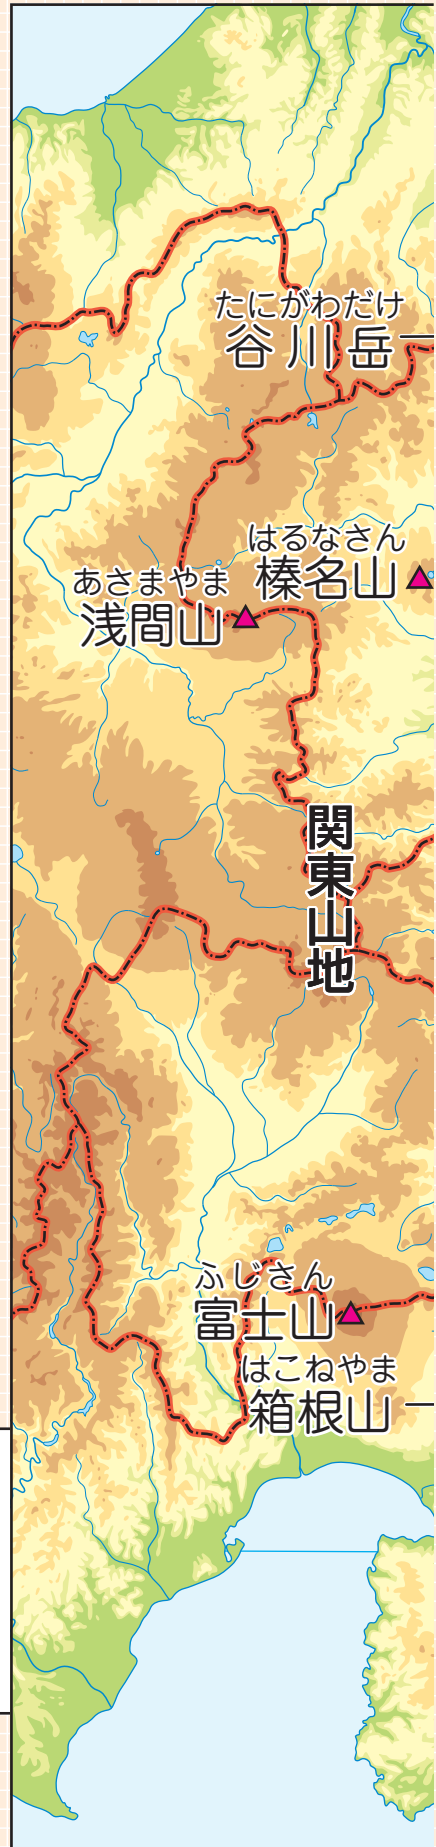 たにがわだけ
谷川岳
はるなさん
榛名山
あさまやま
浅間山
関東山地
ふじさん
富士山
はこねやま
箱根山